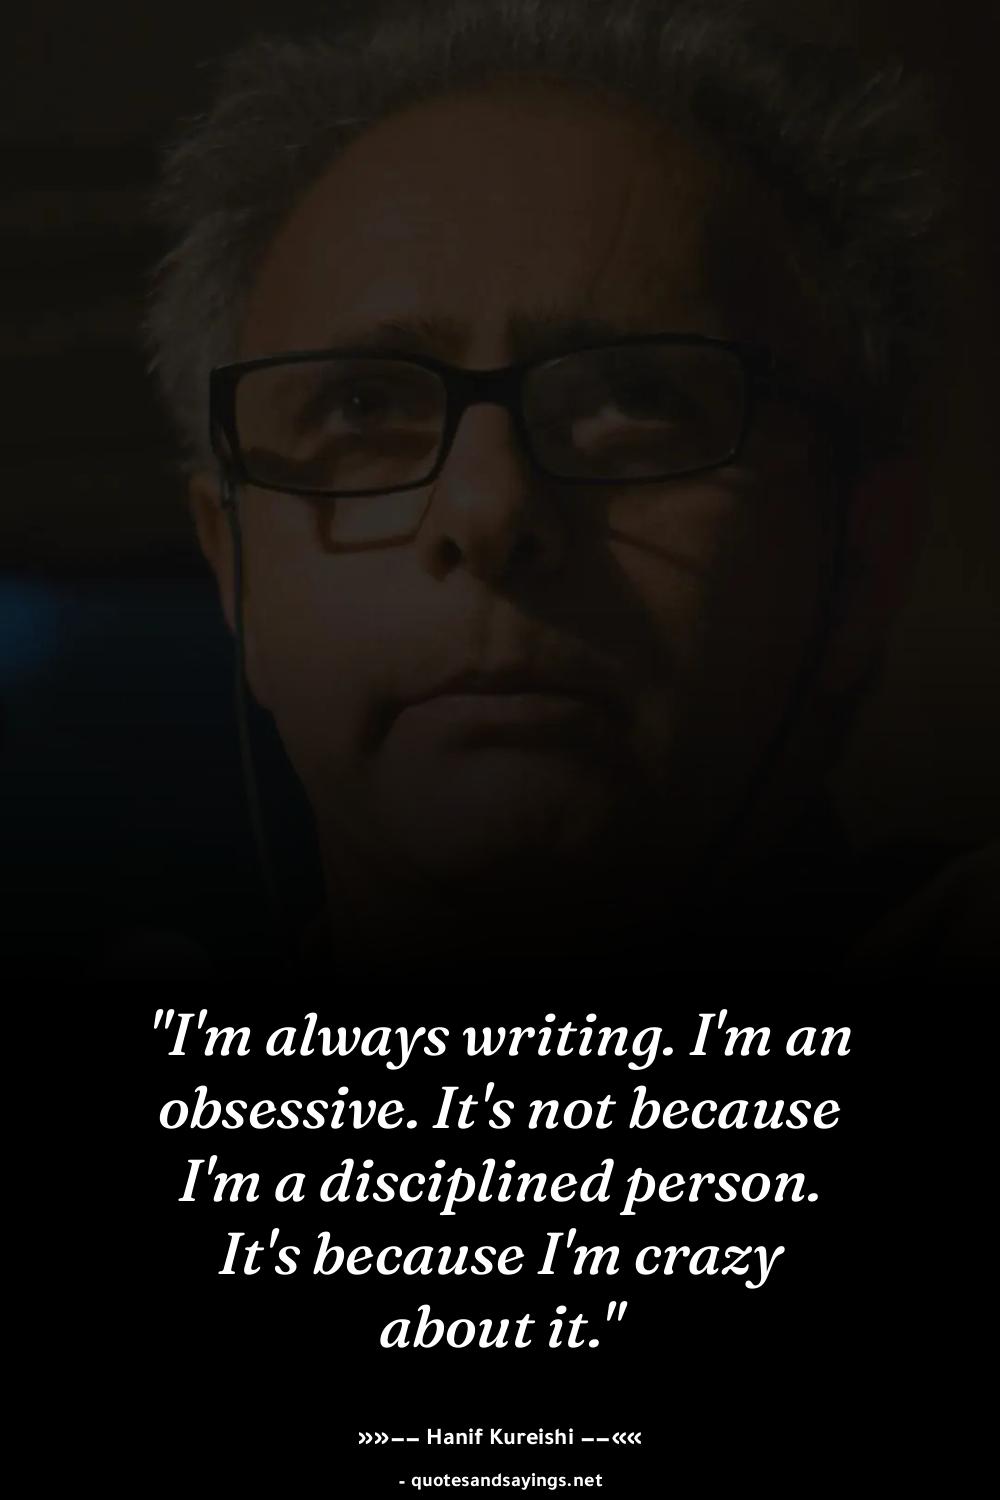 "I'm always writing. I'm an
obsessive. It's not because
I'm a disciplined person.
It's because I'm crazy
about it."
»»−− Hanif Kureishi −−««
- quotesandsayings.net